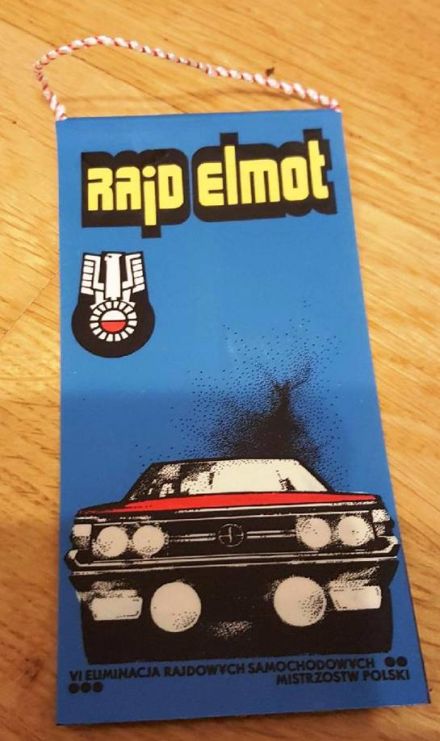 RAjD Elmot
VI ELIMINACJA RAJDOWYCH SAMOCHODOWYCH
MISTRZOSTW POLSKI